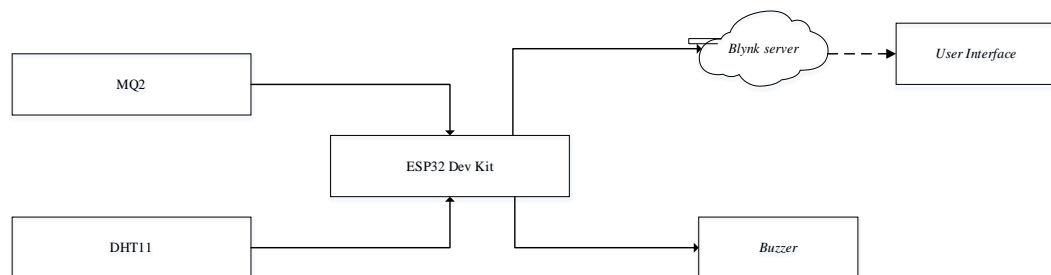 Blynk server
User Interface
MQ2
ESP32 Dev Kit
DHT11
Buzzer